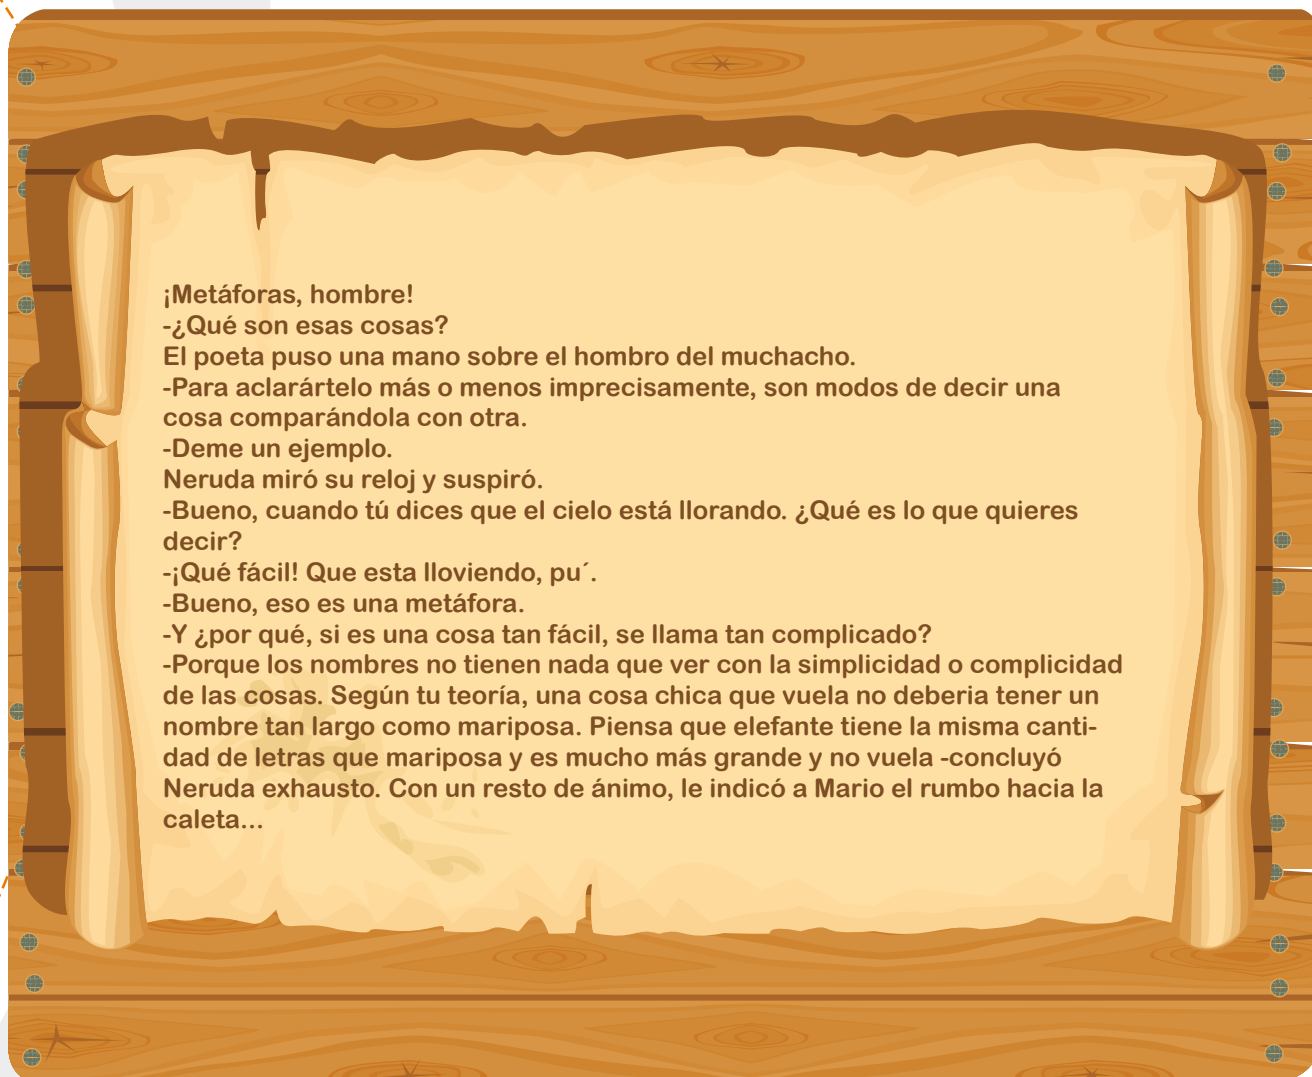 ¡Metáforas, hombre!
-¿Qué son esas cosas?
El poeta puso una mano sobre el hombro del muchacho.
-Para aclarártelo más o menos imprecisamente, son modos de decir una
cosa comparándola con otra.
-Deme un ejemplo.
Neruda miró su reloj y suspiró.
-Bueno, cuando tú dices que el cielo está llorando. ¿Qué es lo que quieres
decir?
-¡Qué fácil! Que esta lloviendo, pu´.
-Bueno, eso es una metáfora.
-Y ¿por qué, si es una cosa tan fácil, se llama tan complicado?
-Porque los nombres no tienen nada que ver con la simplicidad o complicidad
de las cosas. Según tu teoría, una cosa chica que vuela no deberia tener un
nombre tan largo como mariposa. Piensa que elefante tiene la misma canti-
dad de letras que mariposa y es mucho más grande y no vuela -concluyó
Neruda exhausto. Con un resto de ánimo, le indicó a Mario el rumbo hacia la
caleta...